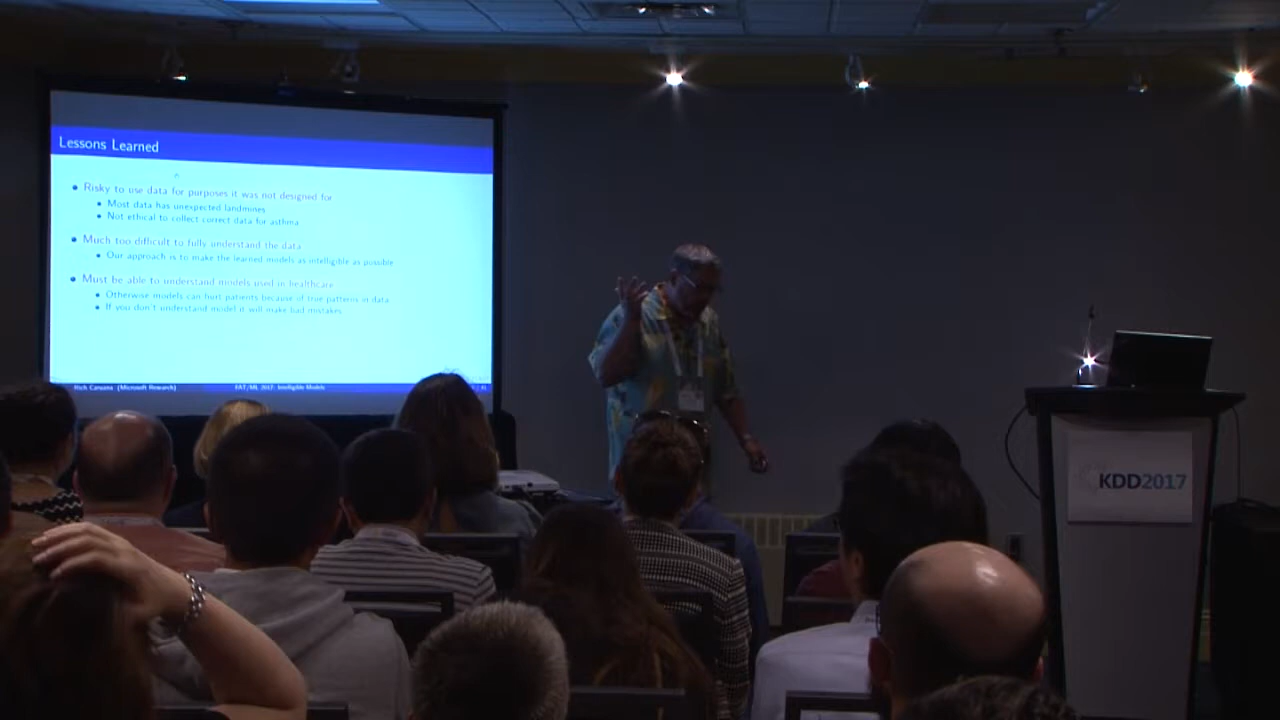 Lessons Learned
Risky to use data for purposes it was not designed for
Most data has unexpected landmines
Not ethical to collect correct data for asthma
Much too difficult to fully understand the data
Our approach is to make the learned models as intelligible as possible
Must be able to understand models used in healthcare
Otherwise models can hurt patients because of true patterns in data
If you don't understand model it will make bad mistakes
Rich Caruana (Microsoft Research)
FAT/ML 2017: Intelligible Models
KDD2017